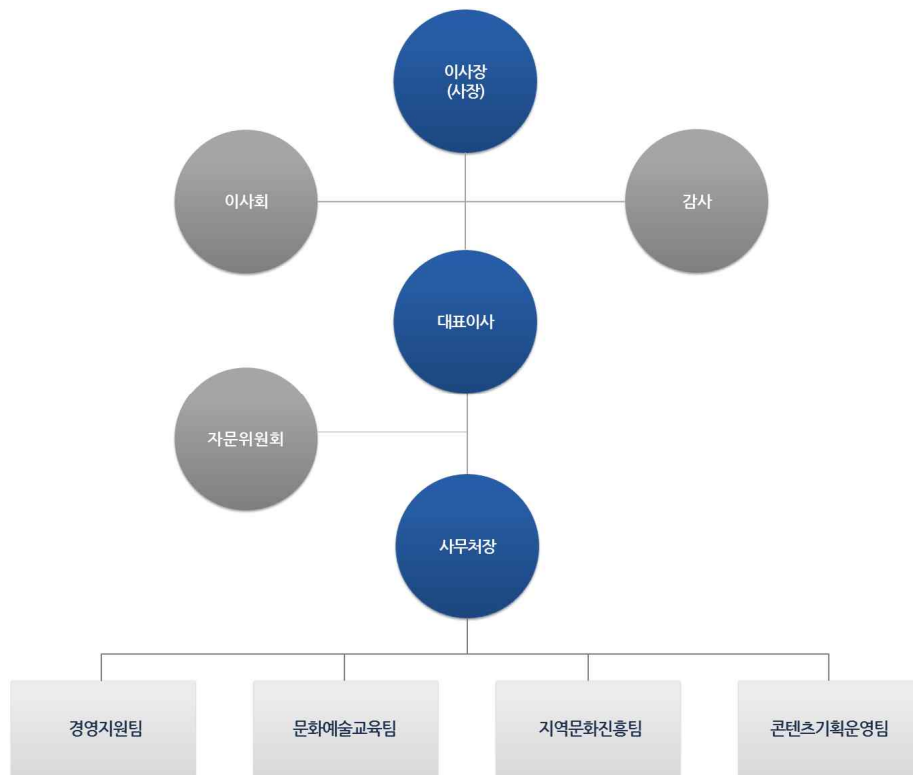 이사장
(사장)
이사회
감사
대표이사
자문위원회
사무처장
경영지원팀
문화예술교육팀
지역문화진흥팀
콘텐츠기획운영팀